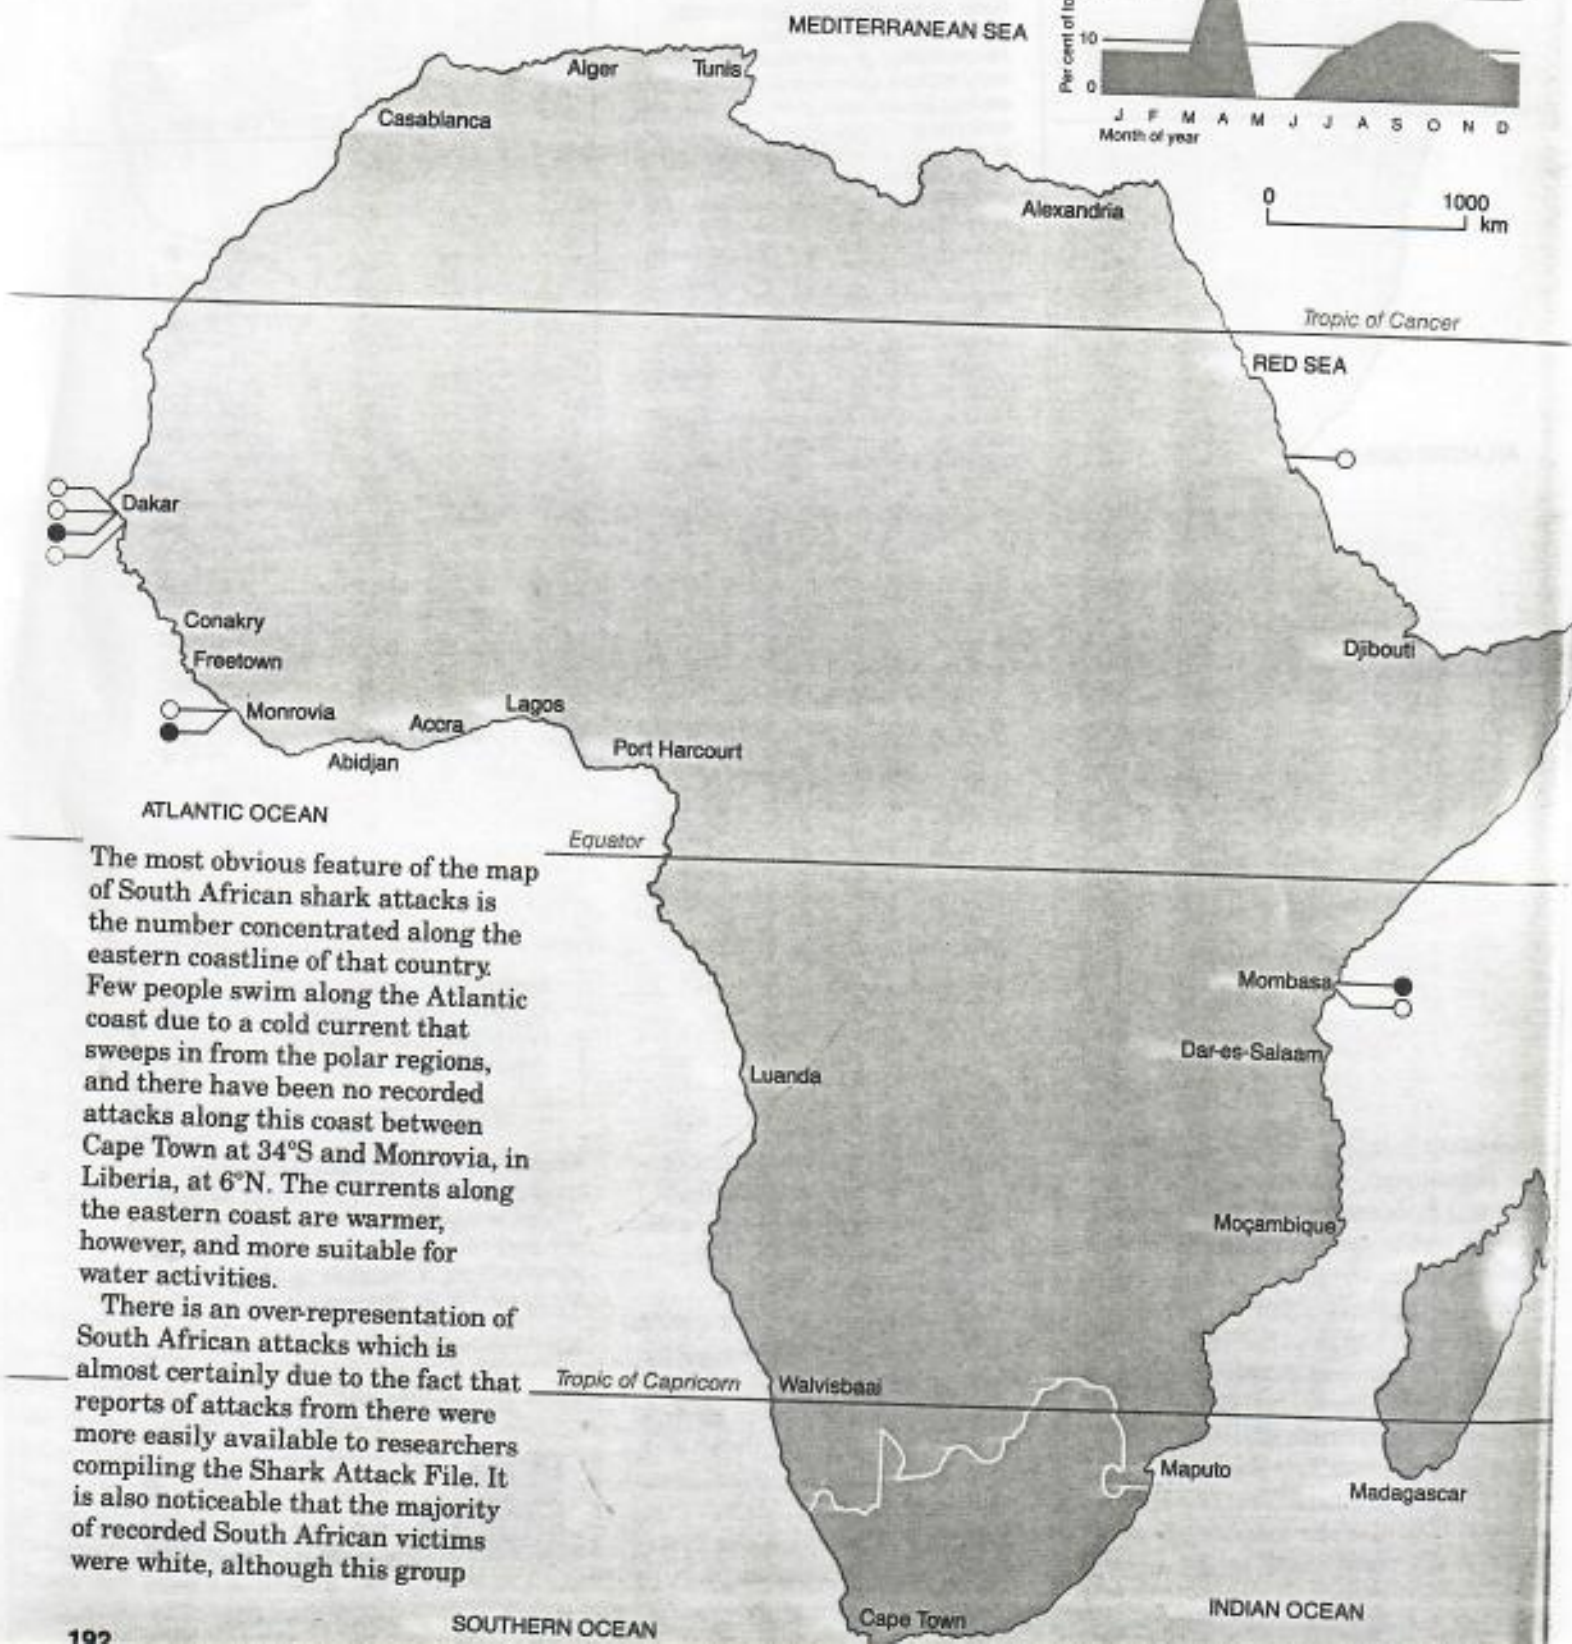 MEDITERRANEAN SEA
Per cent of to
10
0
J F M A M J J A S O N D
Month of year
0 1000
km
Alger
Tunis
Casablanca
Alexandria
Tropic of Cancer
RED SEA
Dakar
Conakry
Freetown
Djibouti
Monrovia
Lagos
Accra
Port Harcourt
Abidjan
ATLANTIC OCEAN
Equator
The most obvious feature of the map
of South African shark attacks is
the number concentrated along the
eastern coastline of that country.
Few people swim along the Atlantic
coast due to a cold current that
sweeps in from the polar regions,
and there have been no recorded
attacks along this coast between
Cape Town at 34°S and Monrovia, in
Liberia, at 6°N. The currents along
the eastern coast are warmer,
however, and more suitable for
water activities.
There is an over-representation of
South African attacks which is
almost certainly due to the fact that
reports of attacks from there were
more easily available to researchers
compiling the Shark Attack File. It
is also noticeable that the majority
of recorded South African victims
were white, although this group
Mombasa
Dar-es-Salaam
Luanda
Moçambique
Tropic of Capricorn
Walvisbaai
Maputo
Madagascar
Cape Town
INDIAN OCEAN
SOUTHERN OCEAN
192